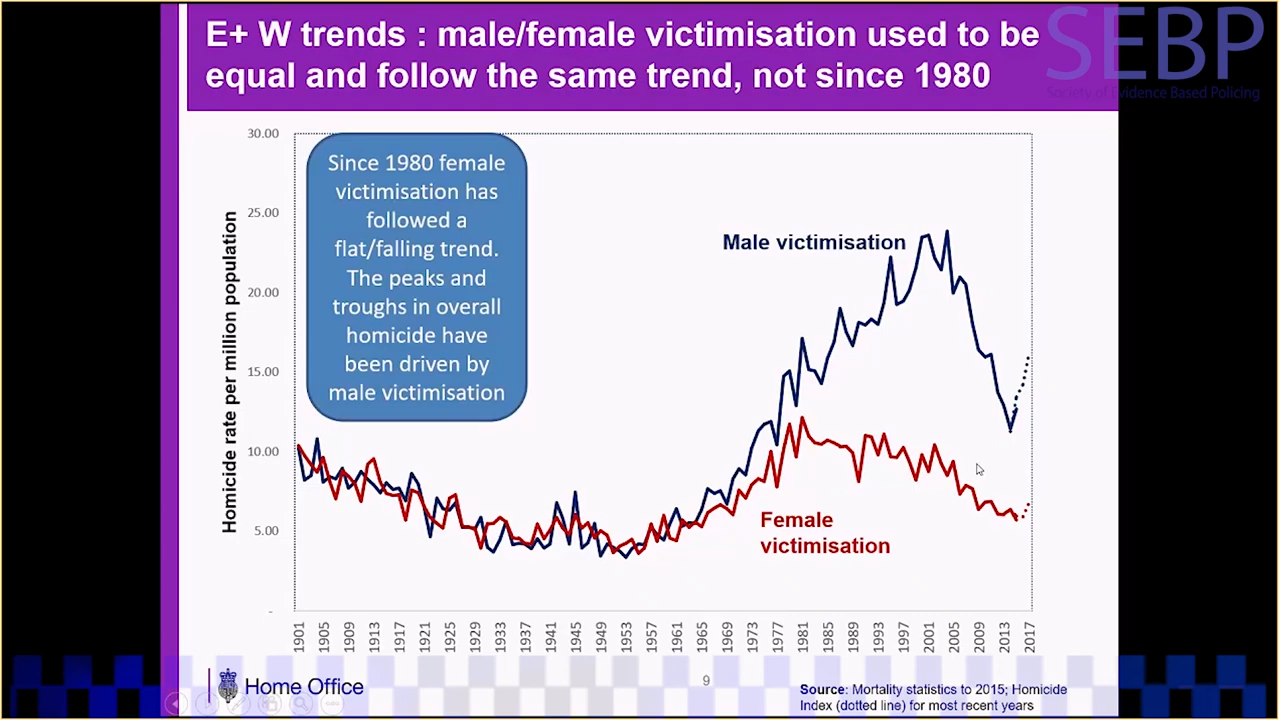 E+ W trends : male/female victimisation used to be
equal and follow the same trend, not since 1980
SEBP
Society of Evidence Based Policing
30.00
25.00
20.00
15.00
10.00
5.00
-
Homicide rate per million population
Since 1980 female
victimisation has
followed a
flat/falling trend.
The peaks and
troughs in overall
homicide have
been driven by
male victimisation
Male victimisation
Female
victimisation
1901
1905
1909
1913
1917
1921
1925
1929
1933
1937
1941
1945
1949
1953
1957
1961
1965
1969
1973
1977
1981
1985
1989
1993
1997
2001
2005
2009
2013
2017
Home Office
9
Source: Mortality statistics to 2015; Homicide
Index (dotted line) for most recent years